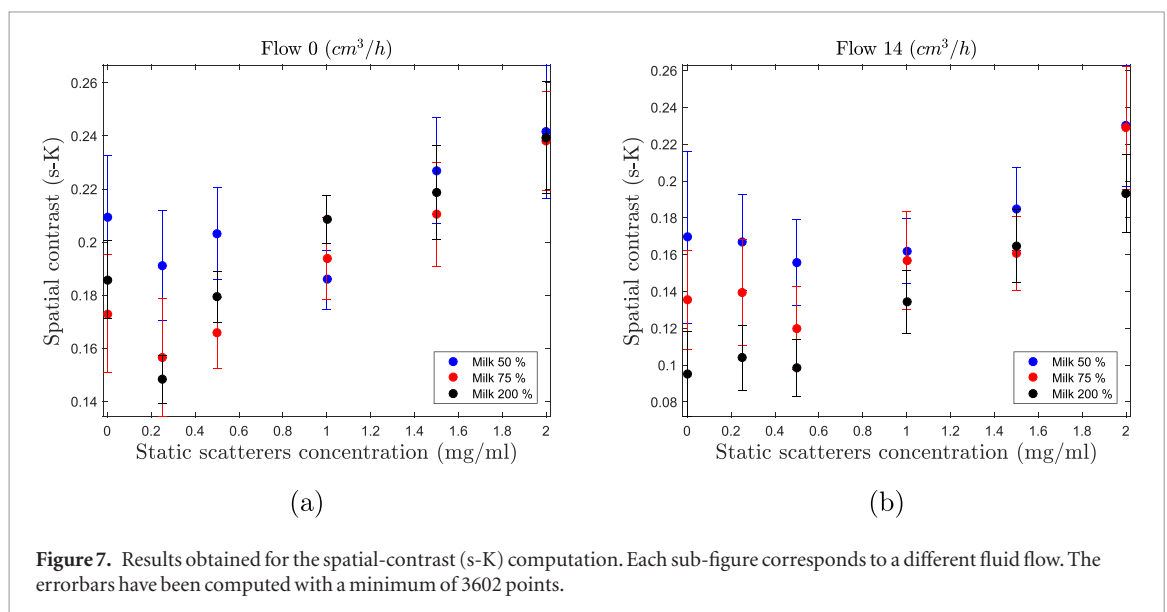 Flow 0 (cm³/h)
Spatial contrast (s-K)
0.26
0.24
0.22
0.2
0.18
0.16
0.14
0 0.2 0.4 0.6 0.8 1 1.2 1.4 1.6 1.8 2
Static scatterers concentration (mg/ml)
Milk 50 %
Milk 75 %
Milk 200 %
(a)
Flow 14 (cm³/h)
Spatial contrast (s-K)
0.26
0.24
0.22
0.2
0.18
0.16
0.14
0.12
0.1
0.08
0 0.2 0.4 0.6 0.8 1 1.2 1.4 1.6 1.8 2
Static scatterers concentration (mg/ml)
Milk 50 %
Milk 75 %
Milk 200 %
(b)
Figure 7. Results obtained for the spatial-contrast (s-K) computation. Each sub-figure corresponds to a different fluid flow. The
errorbars have been computed with a minimum of 3602 points.